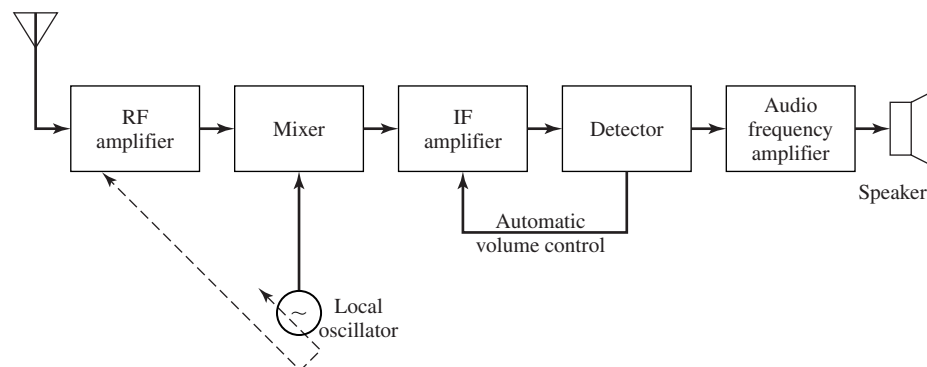 RF
amplifier
Mixer
IF
amplifier
Detector
Audio
frequency
amplifier
Speaker
Automatic
volume control
Local
oscillator